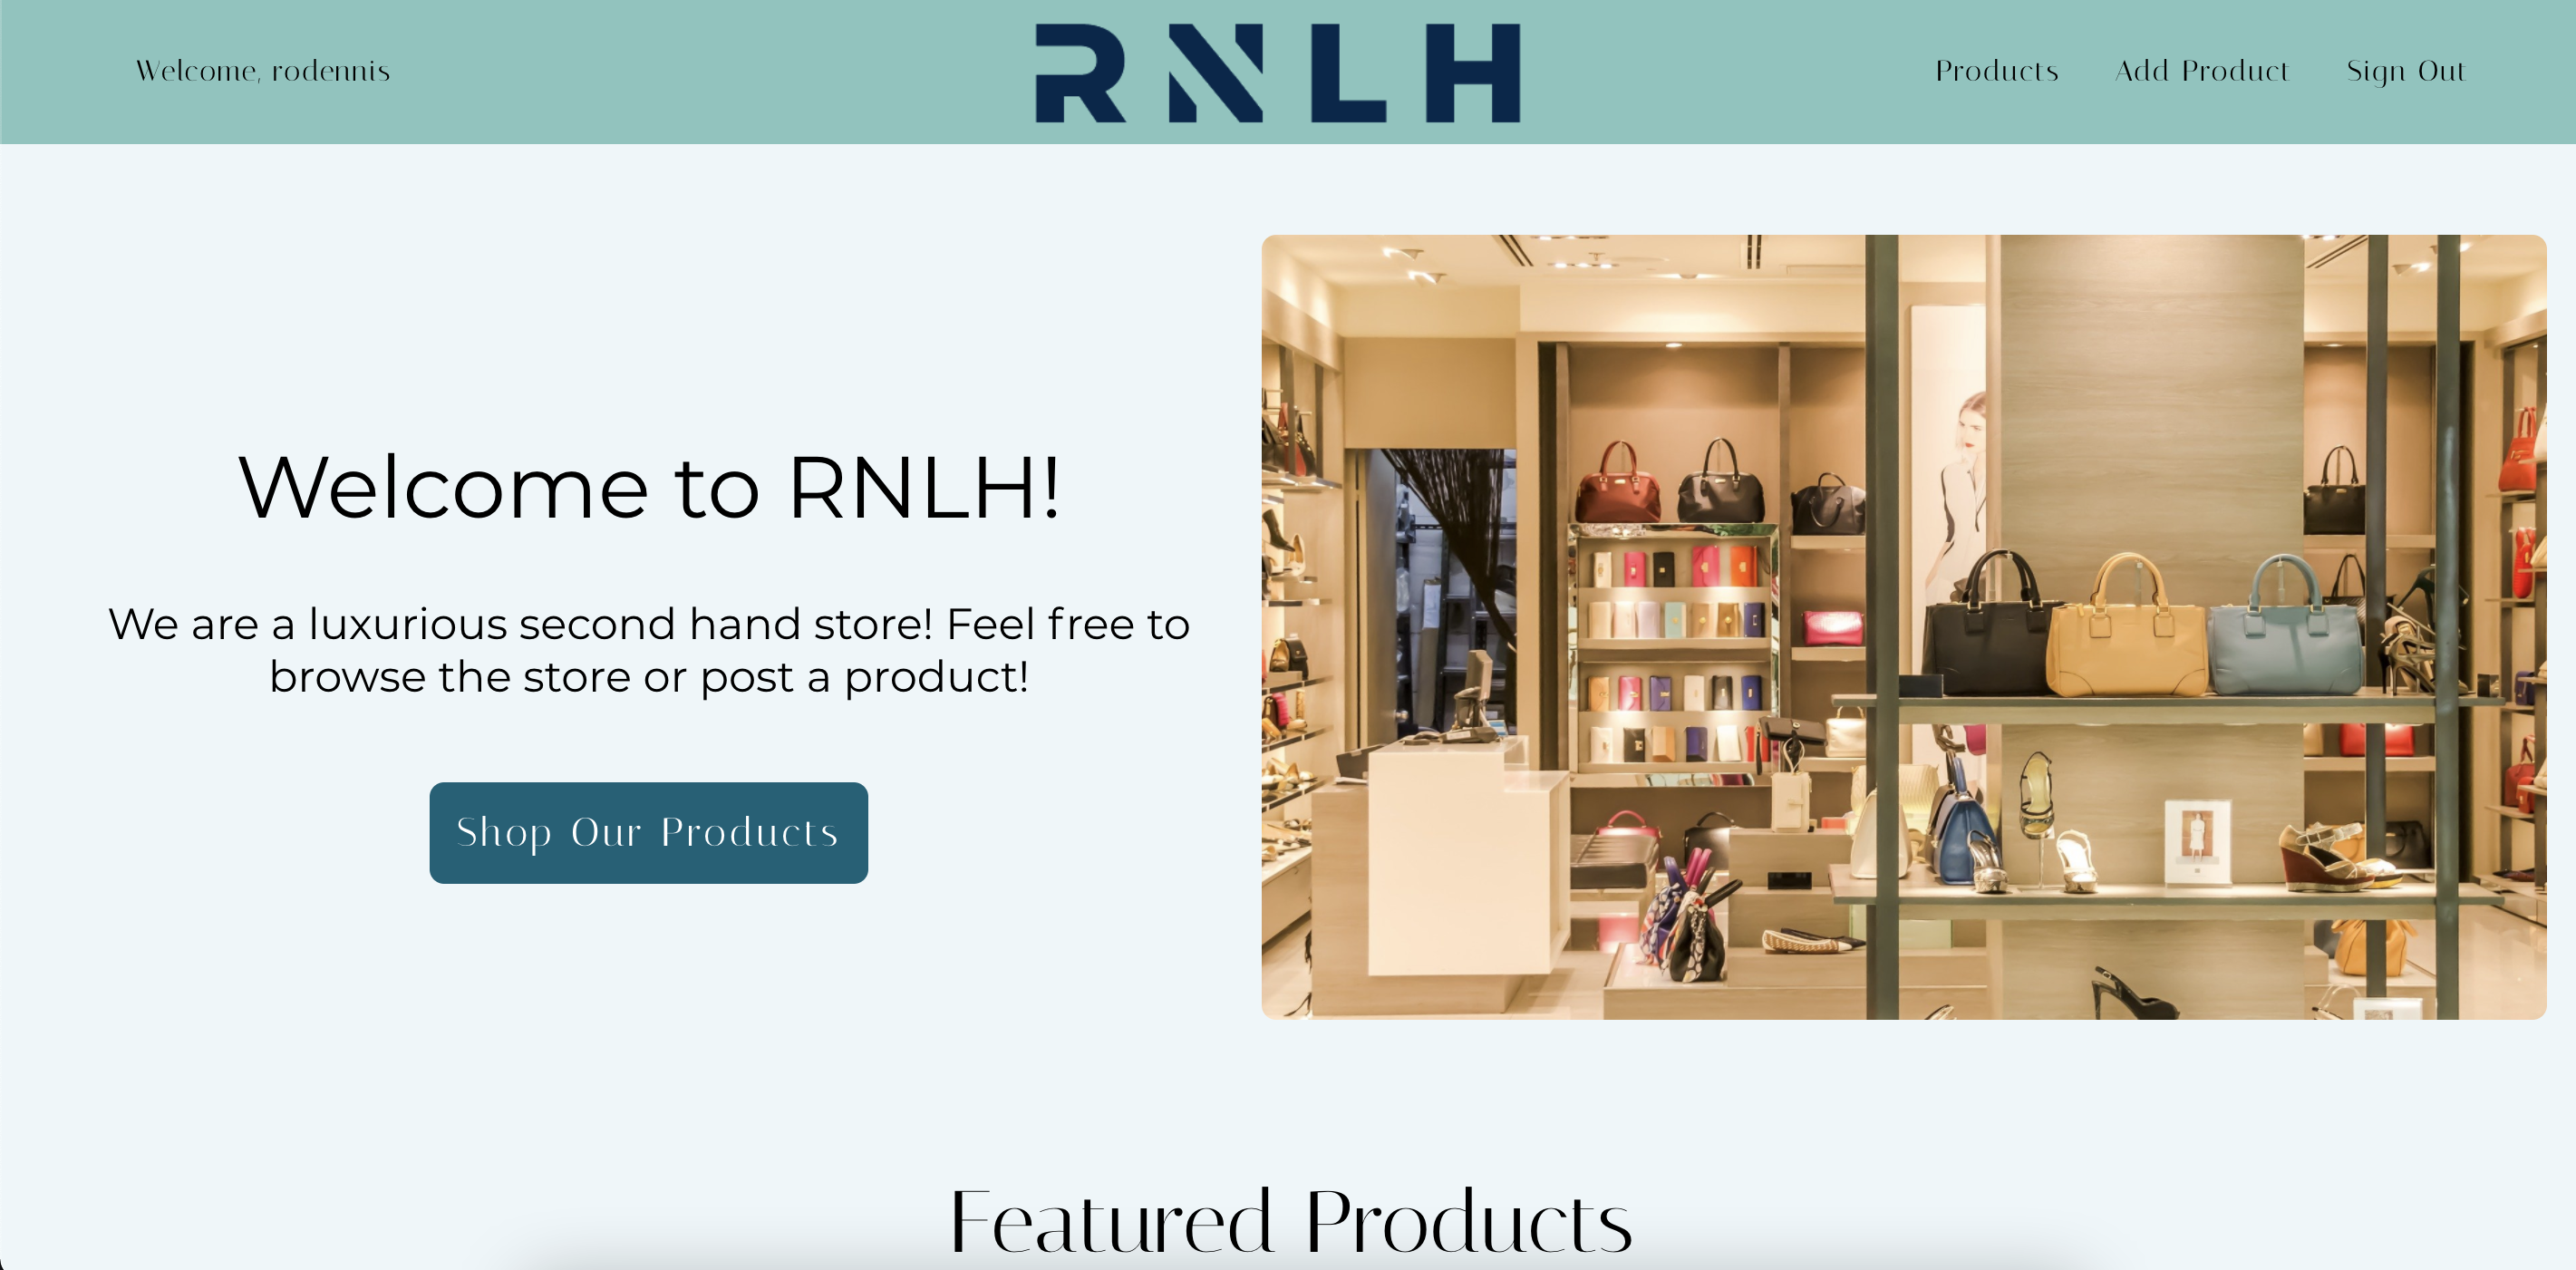 Welcome, rodennis
RNLH
Products
Add Product
Sign Out
Welcome to RNLH!
We are a luxurious second hand store! Feel free to
browse the store or post a product!
Shop Our Products
Featured Products